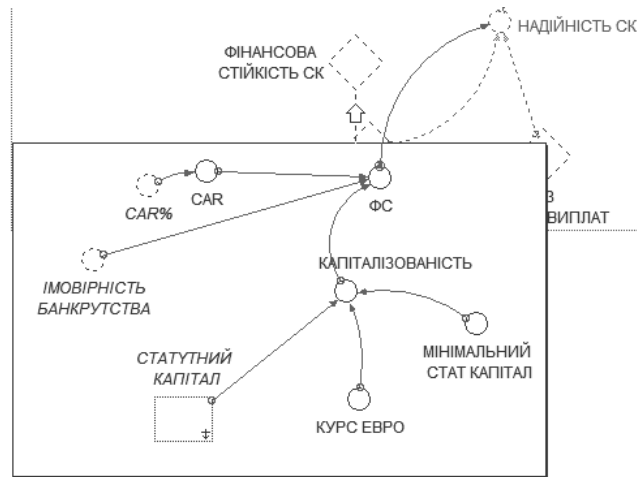 НАДІЙНІСТЬ СК
ФІНАНСОВА
СТІЙКІСТЬ СК
CAR%
CAR
ФС
З
ВИПЛАТ
ІМОВІРНІСТЬ
БАНКРУТСТВА
КАПІТАЛІЗОВАНІСТЬ
СТАТУТНИЙ
КАПІТАЛ
МІНІМАЛЬНИЙ
СТАТ КАПІТАЛ
КУРС ЕВРО